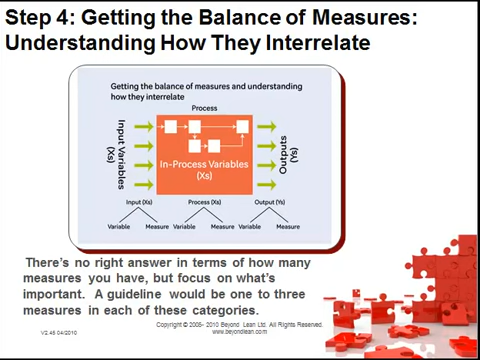 Step 4: Getting the Balance of Measures:
Understanding How They Interrelate
Getting the balance of measures and understanding
how they interrelate
Process
Input Variables
(Xs)
In-Process Variables
(Xs)
Outputs
(Ys)
Input (Xs)
Process (Xs)
Output (Ys)
Variable Measure Variable Measure Variable Measure
There's no right answer in terms of how many
measures you have, but focus on what's
important. A guideline would be one to three
measures in each of these categories.
Copyright © 2005- 2010 Beyond Lean Ltd. All Rights Reserved.
V2.45 04/2010
www.beyondlean.com